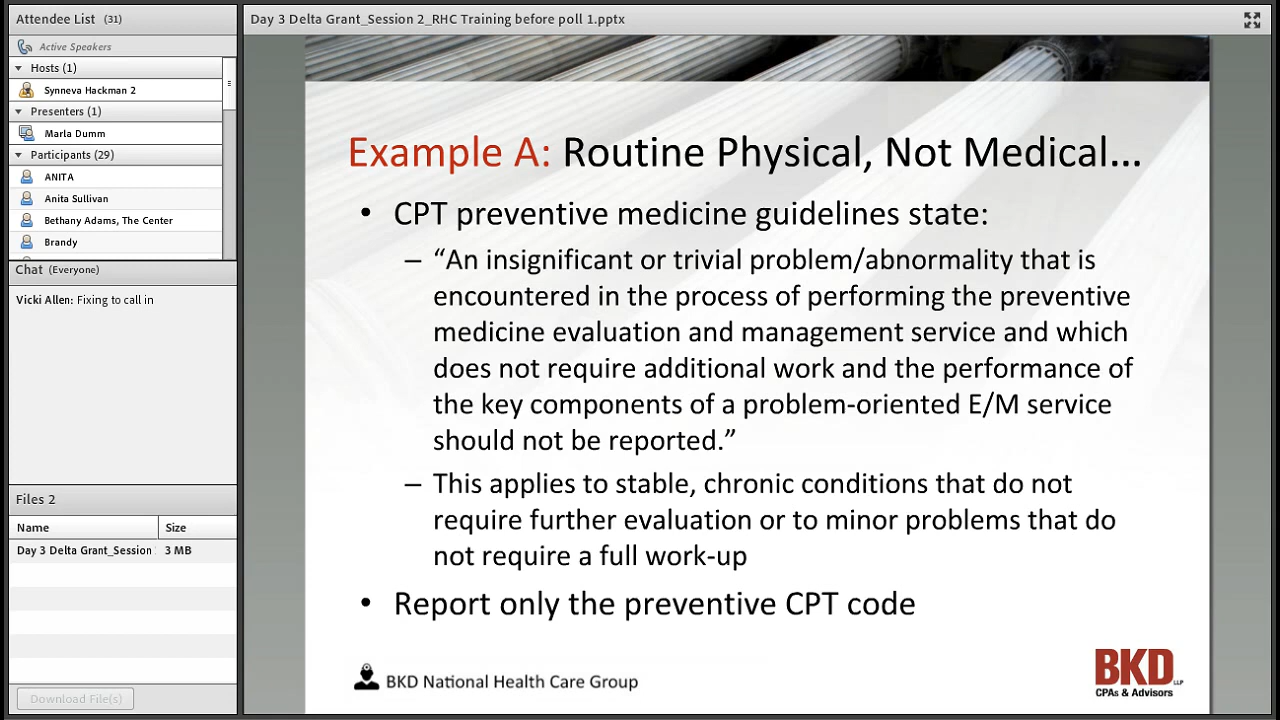 Attendee List (31)
Active Speakers
Hosts (1)
Synneva Hackman 2
Presenters (1)
Marla Dumm
Participants (29)
ANITA
Anita Sullivan
Bethany Adams, The Center
Brandy
Chat (Everyone)
Vicki Allen: Fixing to call in
Files 2
Name Size
Day 3 Delta Grant_Session 3 MB
Download File(s)
Day 3 Delta Grant_Session 2_RHC Training before poll 1.pptx
Example A: Routine Physical, Not Medical...
• CPT preventive medicine guidelines state:
– “An insignificant or trivial problem/abnormality that is
encountered in the process of performing the preventive
medicine evaluation and management service and which
does not require additional work and the performance of
the key components of a problem-oriented E/M service
should not be reported.”
– This applies to stable, chronic conditions that do not
require further evaluation or to minor problems that do
not require a full work-up
• Report only the preventive CPT code
BKD National Health Care Group
BKD LLP
CPAs & Advisors